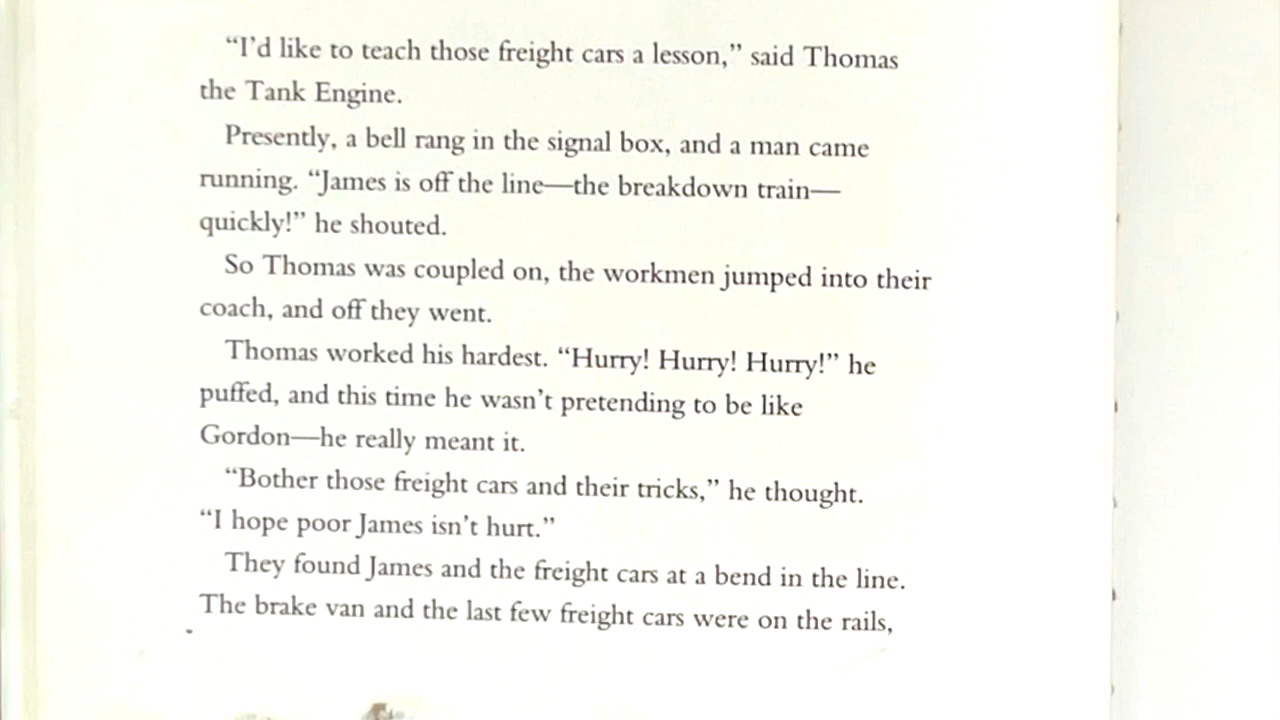 “I’d like to teach those freight cars a lesson,” said Thomas
the Tank Engine.
Presently, a bell rang in the signal box, and a man came
running. “James is off the line—the breakdown train—
quickly!” he shouted.
So Thomas was coupled on, the workmen jumped into their
coach, and off they went.
Thomas worked his hardest. “Hurry! Hurry! Hurry!” he
puffed, and this time he wasn’t pretending to be like
Gordon—he really meant it.
“Bother those freight cars and their tricks,” he thought.
“I hope poor James isn’t hurt.”
They found James and the freight cars at a bend in the line.
The brake van and the last few freight cars were on the rails,